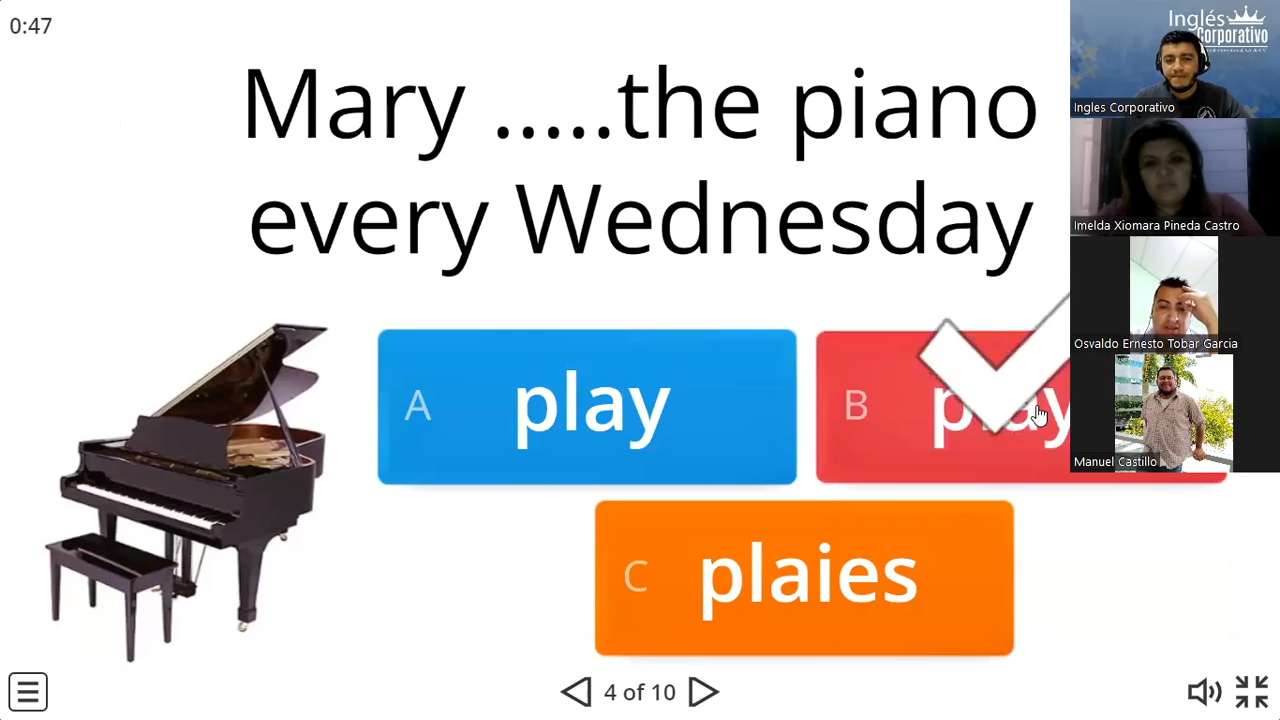 0:47
Mary .....the piano
every Wednesday
A play
B play
C plaies
4 of 10
Inglés
Corporativo
Ingles Corporativo
Imelda Xiomara Pineda Castro
Osvaldo Ernesto Tobar Garcia
Manuel Castillo